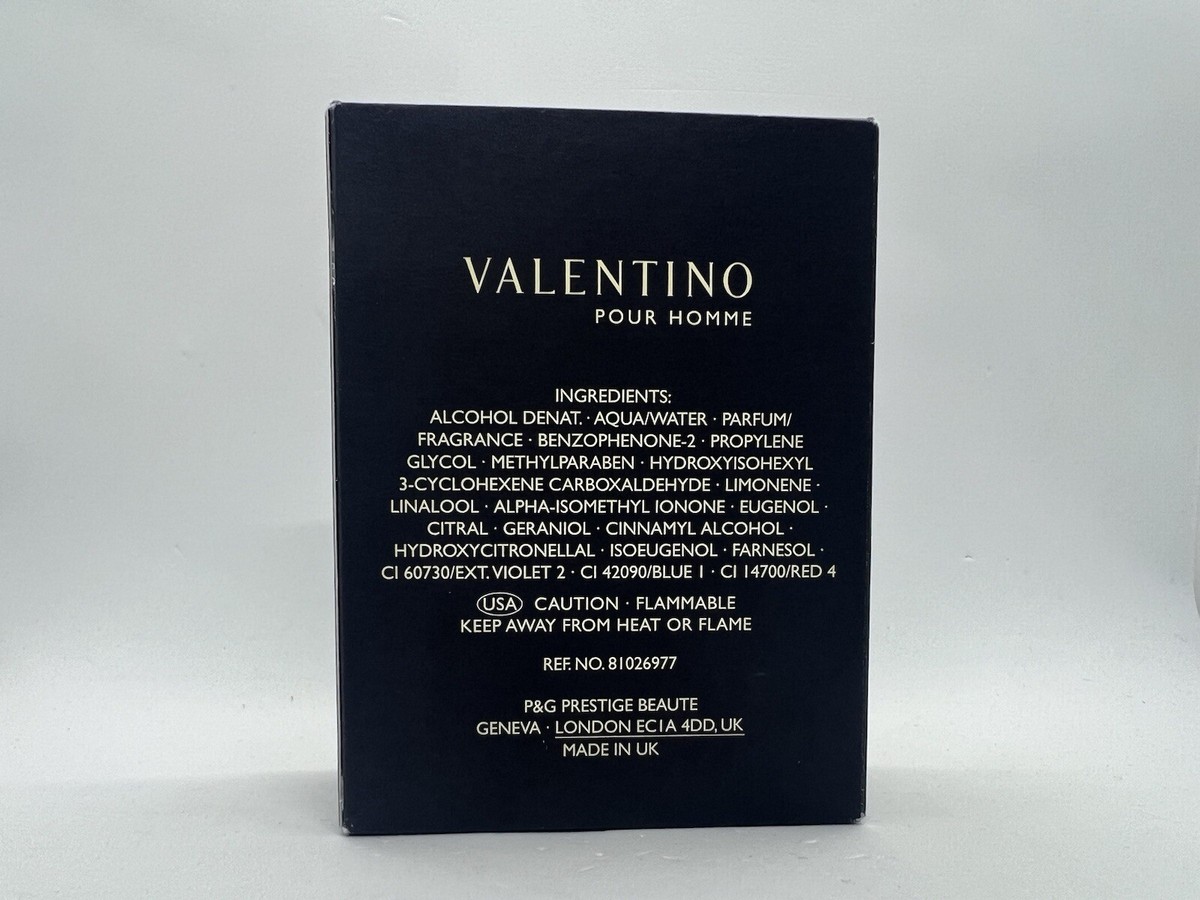 VALENTINO
POUR HOMME
INGREDIENTS:
ALCOHOL DENAT. · AQUA/WATER · PARFUM/
FRAGRANCE · BENZOPHENONE-2 · PROPYLENE
GLYCOL · METHYLPARABEN · HYDROXYISOHEXYL
3-CYCLOHEXENE CARBOXALDEHYDE · LIMONENE ·
LINALOOL · ALPHA-ISOMETHYL IONONE · EUGENOL ·
CITRAL · GERANIOL · CINNAMYL ALCOHOL ·
HYDROXYCITRONELLAL · ISOEUGENOL · FARNESOL ·
CI 60730/EXT. VIOLET 2 · CI 42090/BLUE 1 · CI 14700/RED 4
USA CAUTION · FLAMMABLE
KEEP AWAY FROM HEAT OR FLAME
REF. NO. 81026977
P&G PRESTIGE BEAUTE
GENEVA · LONDON EC1A 4DD, UK
MADE IN UK